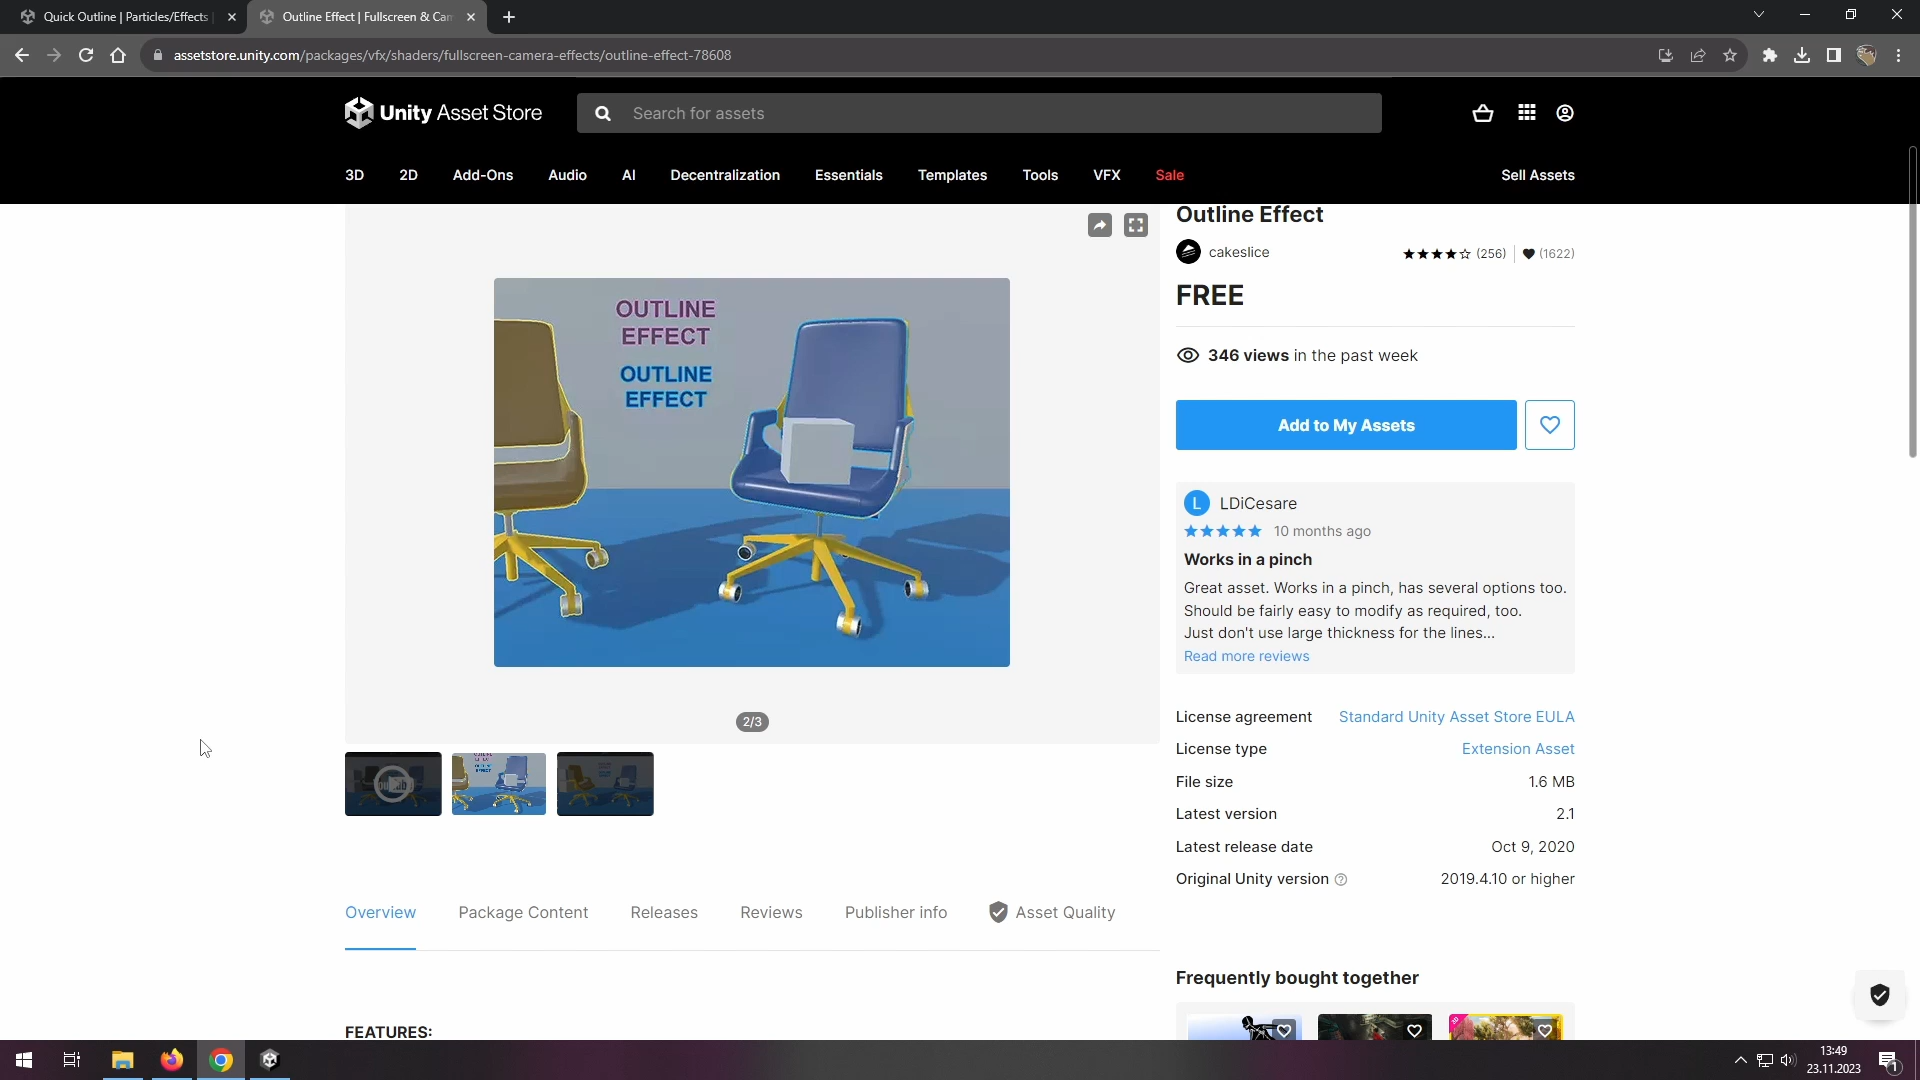 Quick Outline | Particles/Effects |
Outline Effect | Fullscreen & Cam
assetstore.unity.com/packages/vfx/shaders/fullscreen-camera-effects/outline-effect-78608
Unity Asset Store
Search for assets
3D 2D Add-Ons Audio AI Decentralization Essentials Templates Tools VFX Sale Sell Assets
OUTLINE
EFFECT
OUTLINE
EFFECT
2/3
Outline Effect
cakeslice (256) (1622)
FREE
346 views in the past week
Add to My Assets
L LDiCesare
10 months ago
Works in a pinch
Great asset. Works in a pinch, has several options too.
Should be fairly easy to modify as required, too.
Just don't use large thickness for the lines...
Read more reviews
License agreement Standard Unity Asset Store EULA
License type Extension Asset
File size 1.6 MB
Latest version 2.1
Latest release date Oct 9, 2020
Original Unity version ? 2019.4.10 or higher
Overview Package Content Releases Reviews Publisher info Asset Quality
FEATURES:
Frequently bought together
13:49
23.11.2023
1